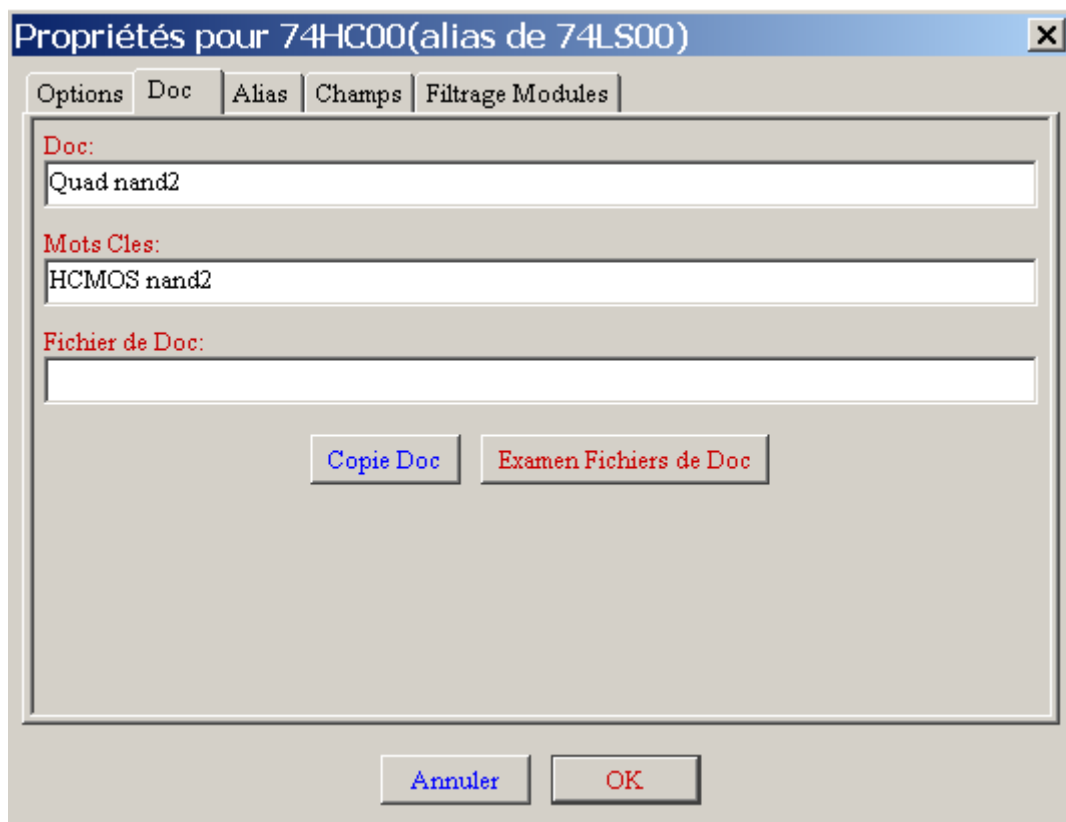 Propriétés pour 74HC00(alias de 74LS00)
Options Doc Alias Champs Filtrage Modules
Doc:
Quad nand2
Mots Cles:
HCMOS nand2
Fichier de Doc:
Copie Doc Examen Fichiers de Doc
Annuler OK